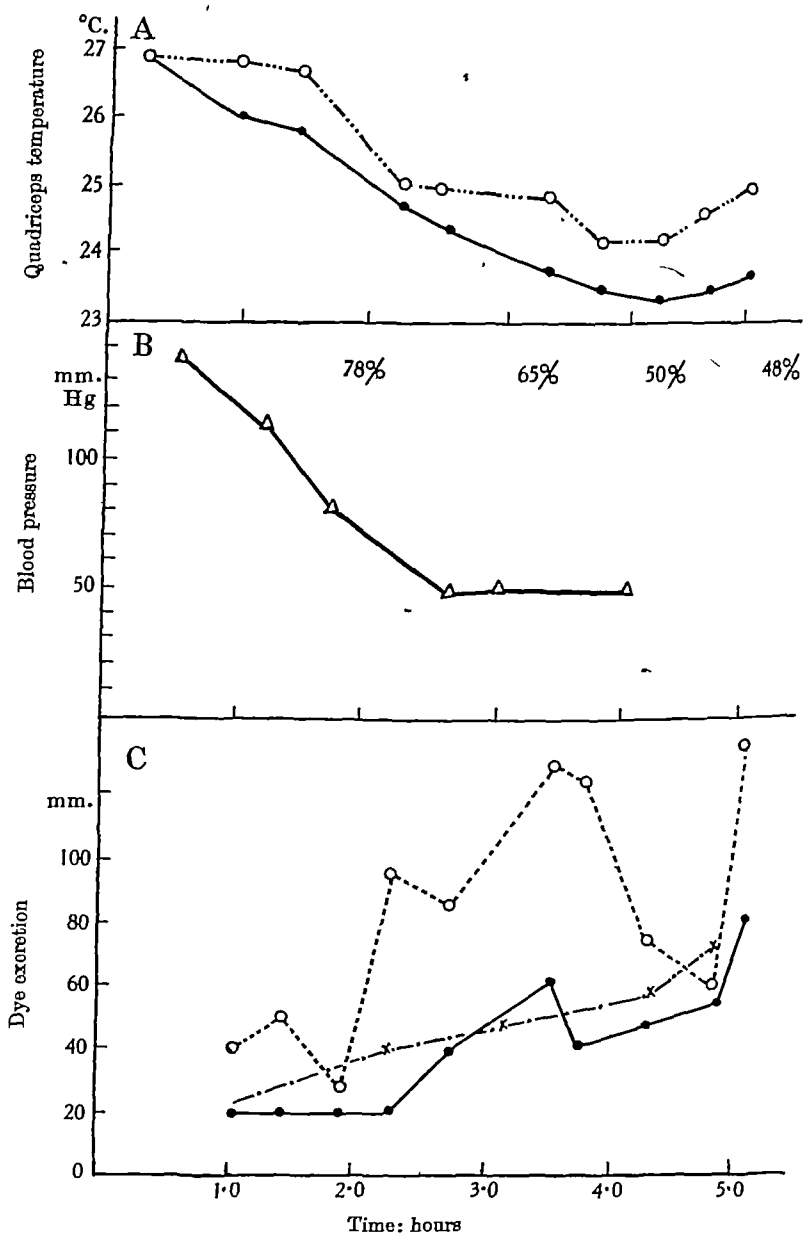 °C. A
27
26
25
24
23
Quadriceps temperature
B
mm.
Hg
78% 65% 50% 48%
100
50
Blood pressure
C
mm.
100
80
60
40
20
0
Dye excretion
1·0 2·0 3·0 4·0 5·0
Time: hours